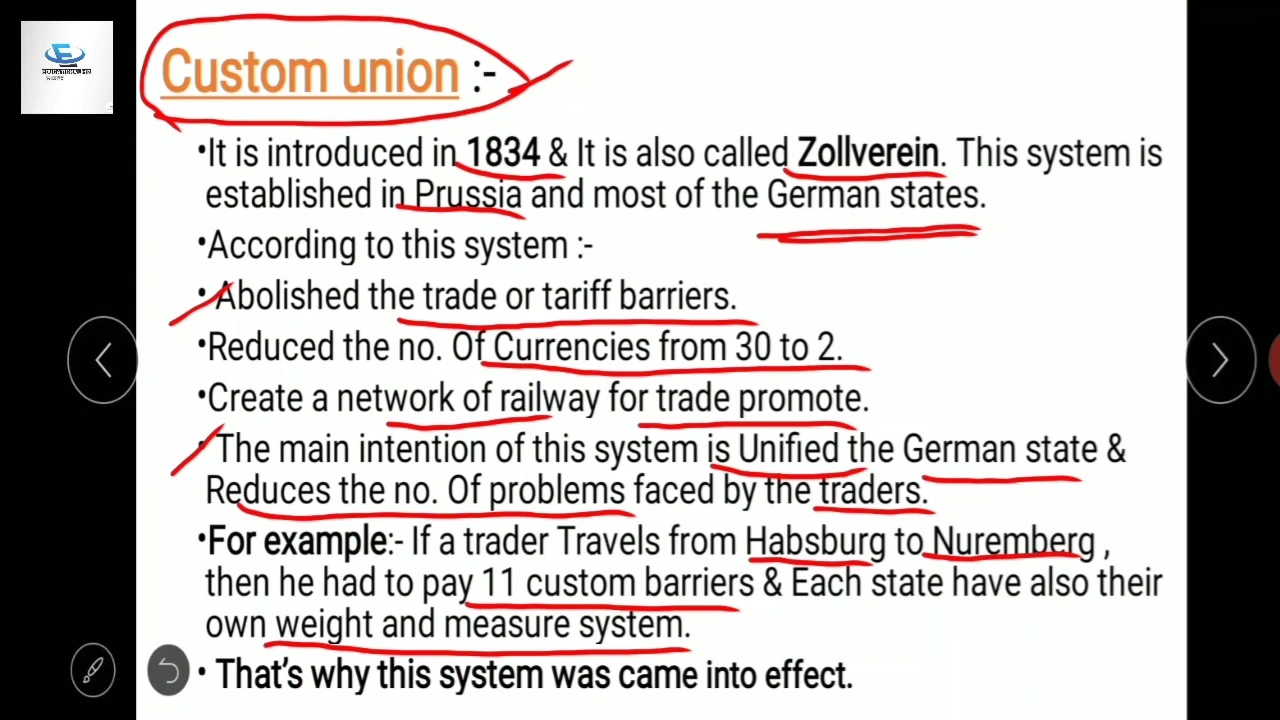 EDUCATIONAL HO
Custom union :-
•It is introduced in 1834 & It is also called Zollverein. This system is
established in Prussia and most of the German states.
•According to this system :-
•Abolished the trade or tariff barriers.
•Reduced the no. Of Currencies from 30 to 2.
•Create a network of railway for trade promote.
•The main intention of this system is Unified the German state &
Reduces the no. Of problems faced by the traders.
•For example:- If a trader Travels from Habsburg to Nuremberg ,
then he had to pay 11 custom barriers & Each state have also their
own weight and measure system.
• That's why this system was came into effect.